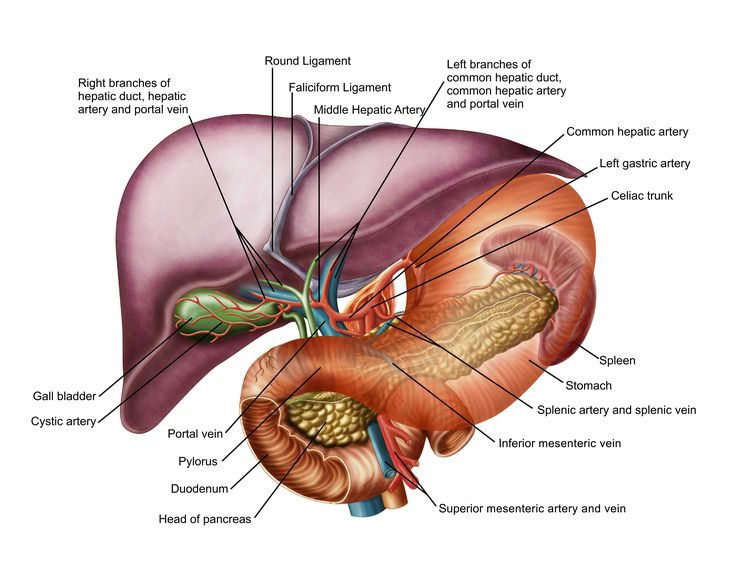 Round Ligament
Left branches of
common hepatic duct,
common hepatic artery
and portal vein
Right branches of
hepatic duct, hepatic
artery and portal vein
Faliciform Ligament
Middle Hepatic Artery
Common hepatic artery
Left gastric artery
Celiac trunk
Spleen
Stomach
Gall bladder
Splenic artery and splenic vein
Cystic artery
Portal vein
Inferior mesenteric vein
Pylorus
Duodenum
Superior mesenteric artery and vein
Head of pancreas